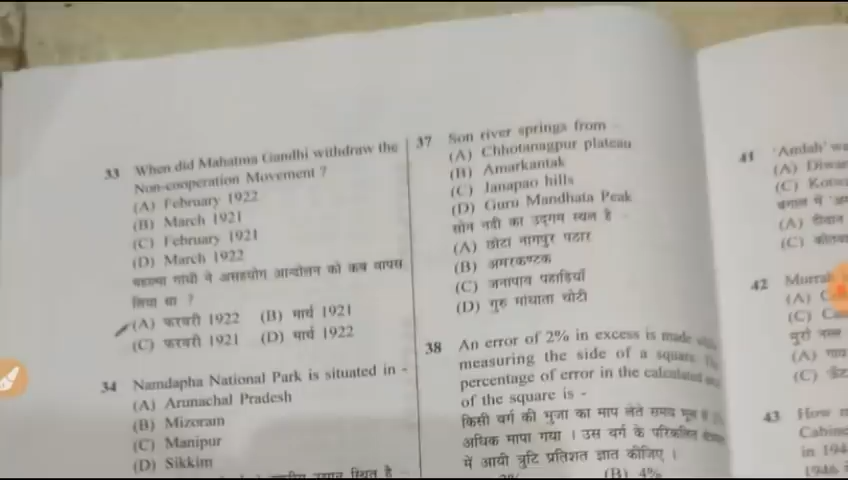 33 When did Mahatma Gandhi withdraw the
Non-cooperation Movement ?
(A) February 1922
(B) March 1921
(C) February 1921
(D) March 1922
महात्मा गांधी ने असहयोग आन्दोलन को कब वापस
लिया था ?
(A) फरवरी 1922 (B) मार्च 1921
(C) फरवरी 1921 (D) मार्च 1922
34 Namdapha National Park is situated in -
(A) Arunachal Pradesh
(B) Mizoram
(C) Manipur
(D) Sikkim
स्थित है
37 Son river springs from -
(A) Chhotanagpur plateau
(B) Amarkantak
(C) Janapao hills
(D) Guru Mandhata Peak
सोन नदी का उद्गम स्थल है -
(A) छोटा नागपुर पठार
(B) अमरकण्टक
(C) जनापाव पहाड़ियाँ
(D) गुरु मांधाता चोटी
38 An error of 2% in excess is made
measuring the side of a square.
percentage of error in the calculated
of the square is -
किसी वर्ग की भुजा का माप लेते समय
अधिक मापा गया । उस वर्ग के परिकलित
में आयी त्रुटि प्रतिशत ज्ञात कीजिए ।
(B) 4%
41 'Amlah'
(A)
(C)
(A) दीवान
(C)
42
(A)
(C)
(A) गाय
(C) ऊँट
43 How
in